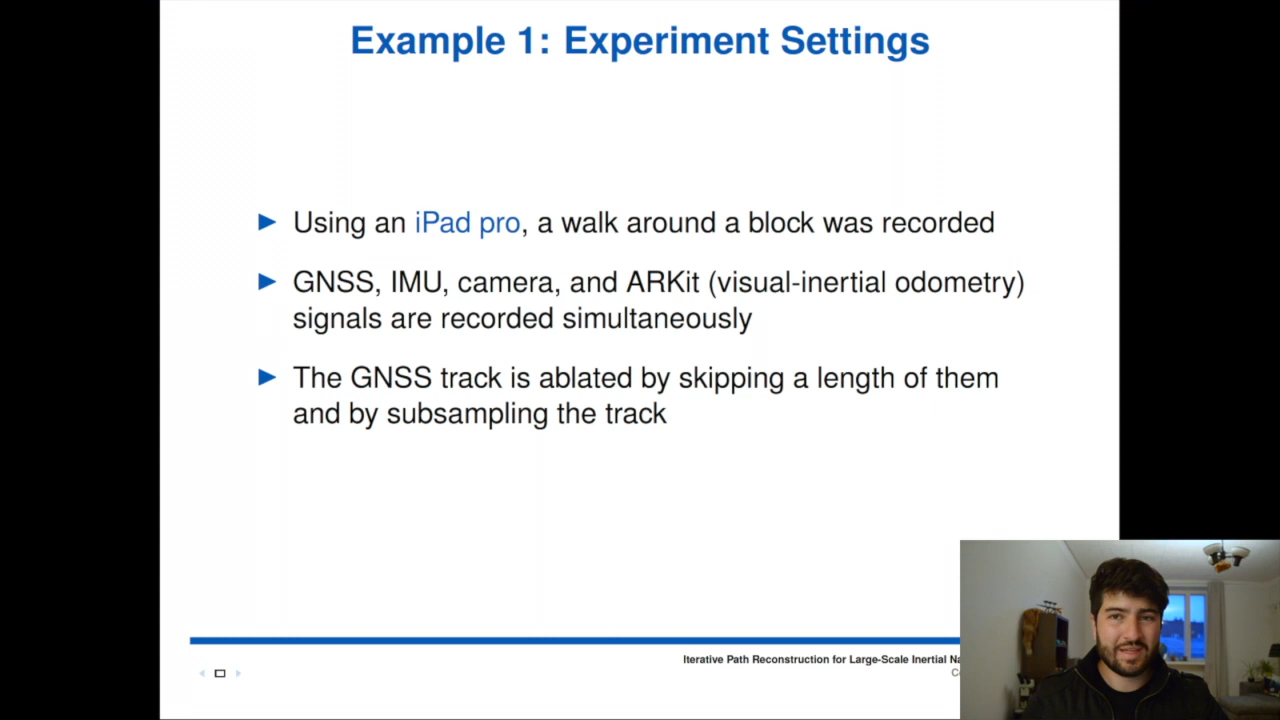 Example 1: Experiment Settings
Using an iPad pro, a walk around a block was recorded
GNSS, IMU, camera, and ARKit (visual-inertial odometry)
signals are recorded simultaneously
The GNSS track is ablated by skipping a length of them
and by subsampling the track
Iterative Path Reconstruction for Large-Scale Inertial